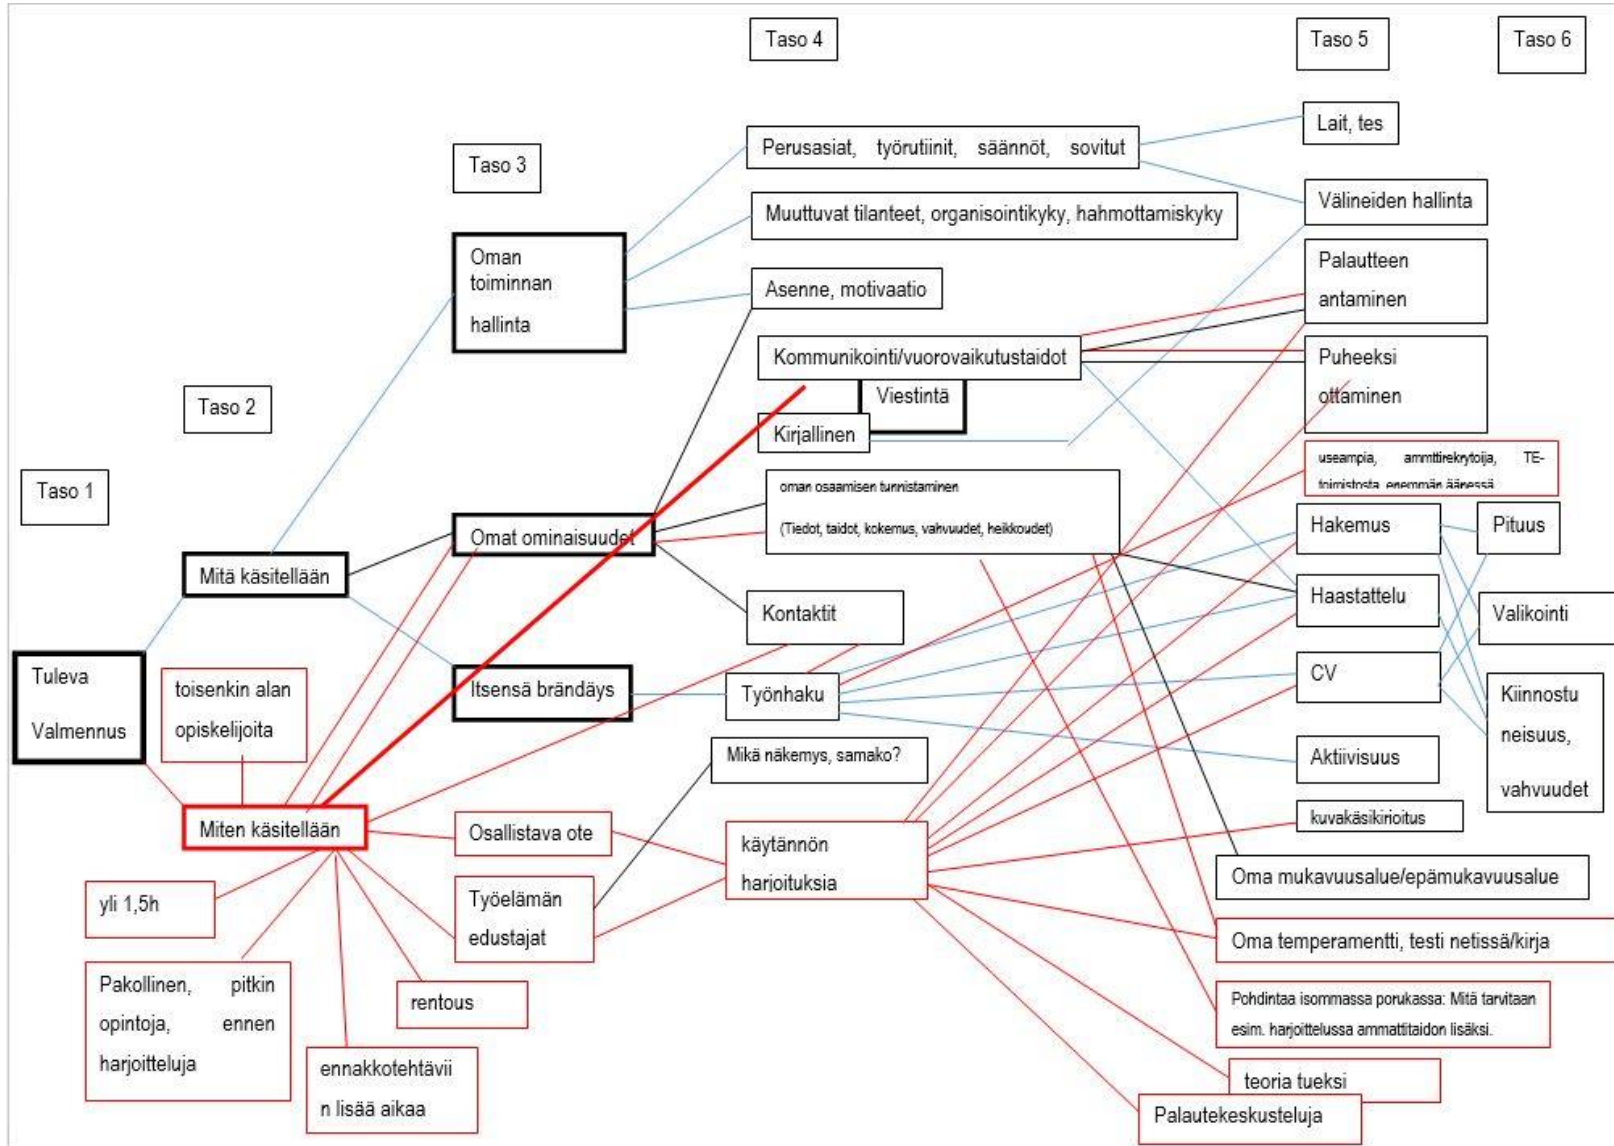 Taso 1
Taso 2
Taso 3
Taso 4
Taso 5
Taso 6
Tuleva
Valmennus
Mitä käsitellään
toisenkin alan
opiskelijoita
Miten käsitellään
yli 1,5h
Pakollinen, pitkin
opintoja, ennen
harjoitteluja
ennakkotehtävii
n lisää aikaa
rentous
Oman
toiminnan
hallinta
Omat ominaisuudet
Itsensä brändäys
Osallistava ote
Työelämän
edustajat
Perusasiat, työrutiinit, säännöt, sovitut
Muuttuvat tilanteet, organisointikyky, hahmottamiskyky
Asenne, motivaatio
Kommunikointi/vuorovaikutustaidot
Viestintä
Kirjallinen
oman osaamisen tunnistaminen
(Tiedot, taidot, kokemus, vahvuudet, heikkoudet)
Kontaktit
Työnhaku
Mikä näkemys, samako?
käytännön
harjoituksia
Lait, tes
Välineiden hallinta
Palautteen
antaminen
Puheeksi
ottaminen
useampia, ammttirekrytoija, TE-
toimistosta, enemmän äänessä
Hakemus
Haastattelu
CV
Aktiivisuus
kuvakäsikirjoitus
Oma mukavuusalue/epämukavuusalue
Oma temperamentti, testi netissä/kirja
Pohdintaa isommassa porukassa: Mitä tarvitaan
esim. harjoittelussa ammattitaidon lisäksi.
teoria tueksi
Palautekeskusteluja
Pituus
Valikointi
Kiinnostu
neisuus,
vahvuudet